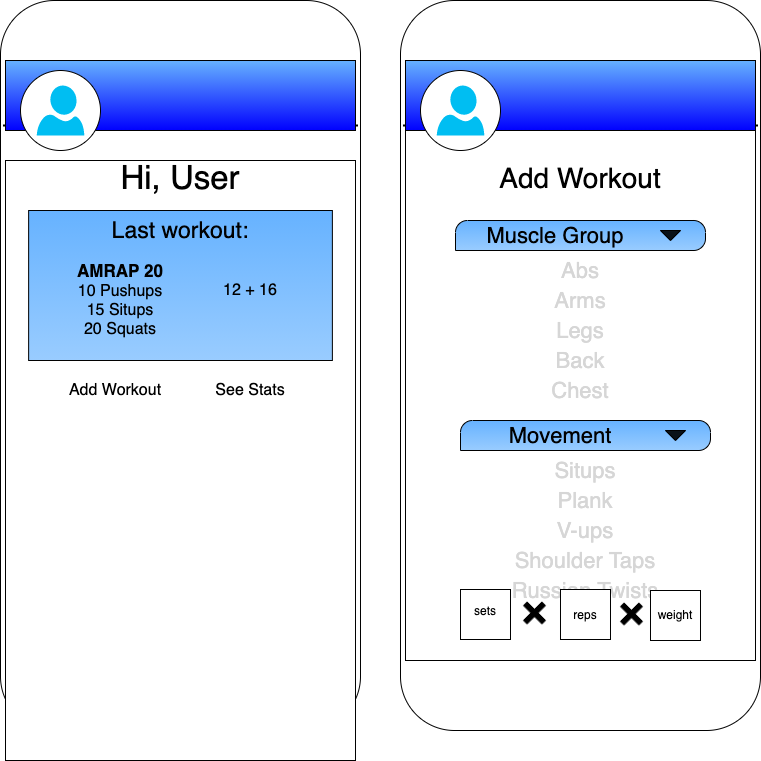 Hi, User
Last workout:
AMRAP 20
10 Pushups
12 + 16
15 Situps
20 Squats
Add Workout
See Stats
Add Workout
Muscle Group
Abs
Arms
Legs
Back
Chest
Movement
Situps
Plank
V-ups
Shoulder Taps
Russian Twists
sets
reps
weight